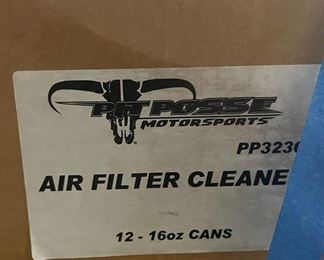 PIT POSSE
MOTORSPORTS
®
PP323
AIR FILTER CLEANE
12 - 16oz CANS